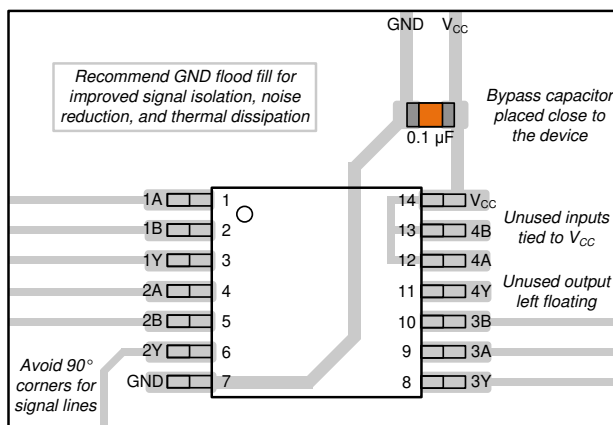 GND
V_CC
Recommend GND flood fill for
improved signal isolation, noise
reduction, and thermal dissipation
Bypass capacitor
placed close to
the device
0.1 µF
1A 1 14 V_CC
1B 2 13 4B
1Y 3 12 4A
2A 4 11 4Y
2B 5 10 3B
2Y 6 9 3A
GND 7 8 3Y
Unused inputs
tied to V_CC
Unused output
left floating
Avoid 90°
corners for
signal lines